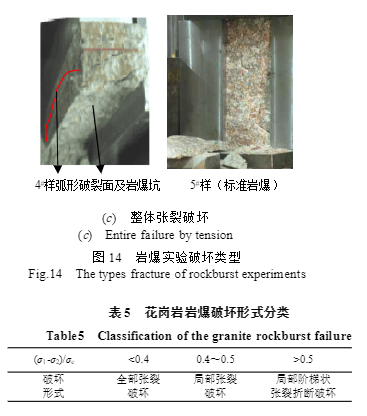 4#样弧形破裂面及岩爆坑 5#样（标准岩爆）
(c) 整体张裂破坏
(c) Entire failure by tension
图 14 岩爆实验破坏类型
Fig.14 The types fracture of rockburst experiments
表 5 花岗岩岩爆破坏形式分类
Table5 Classification of the granite rockburst failure
(σ1-σ2)/σc <0.4 0.4～0.5 >0.5
破坏 全部张裂 局部张裂 局部阶梯状
形式 破坏 破坏 张裂折断破坏